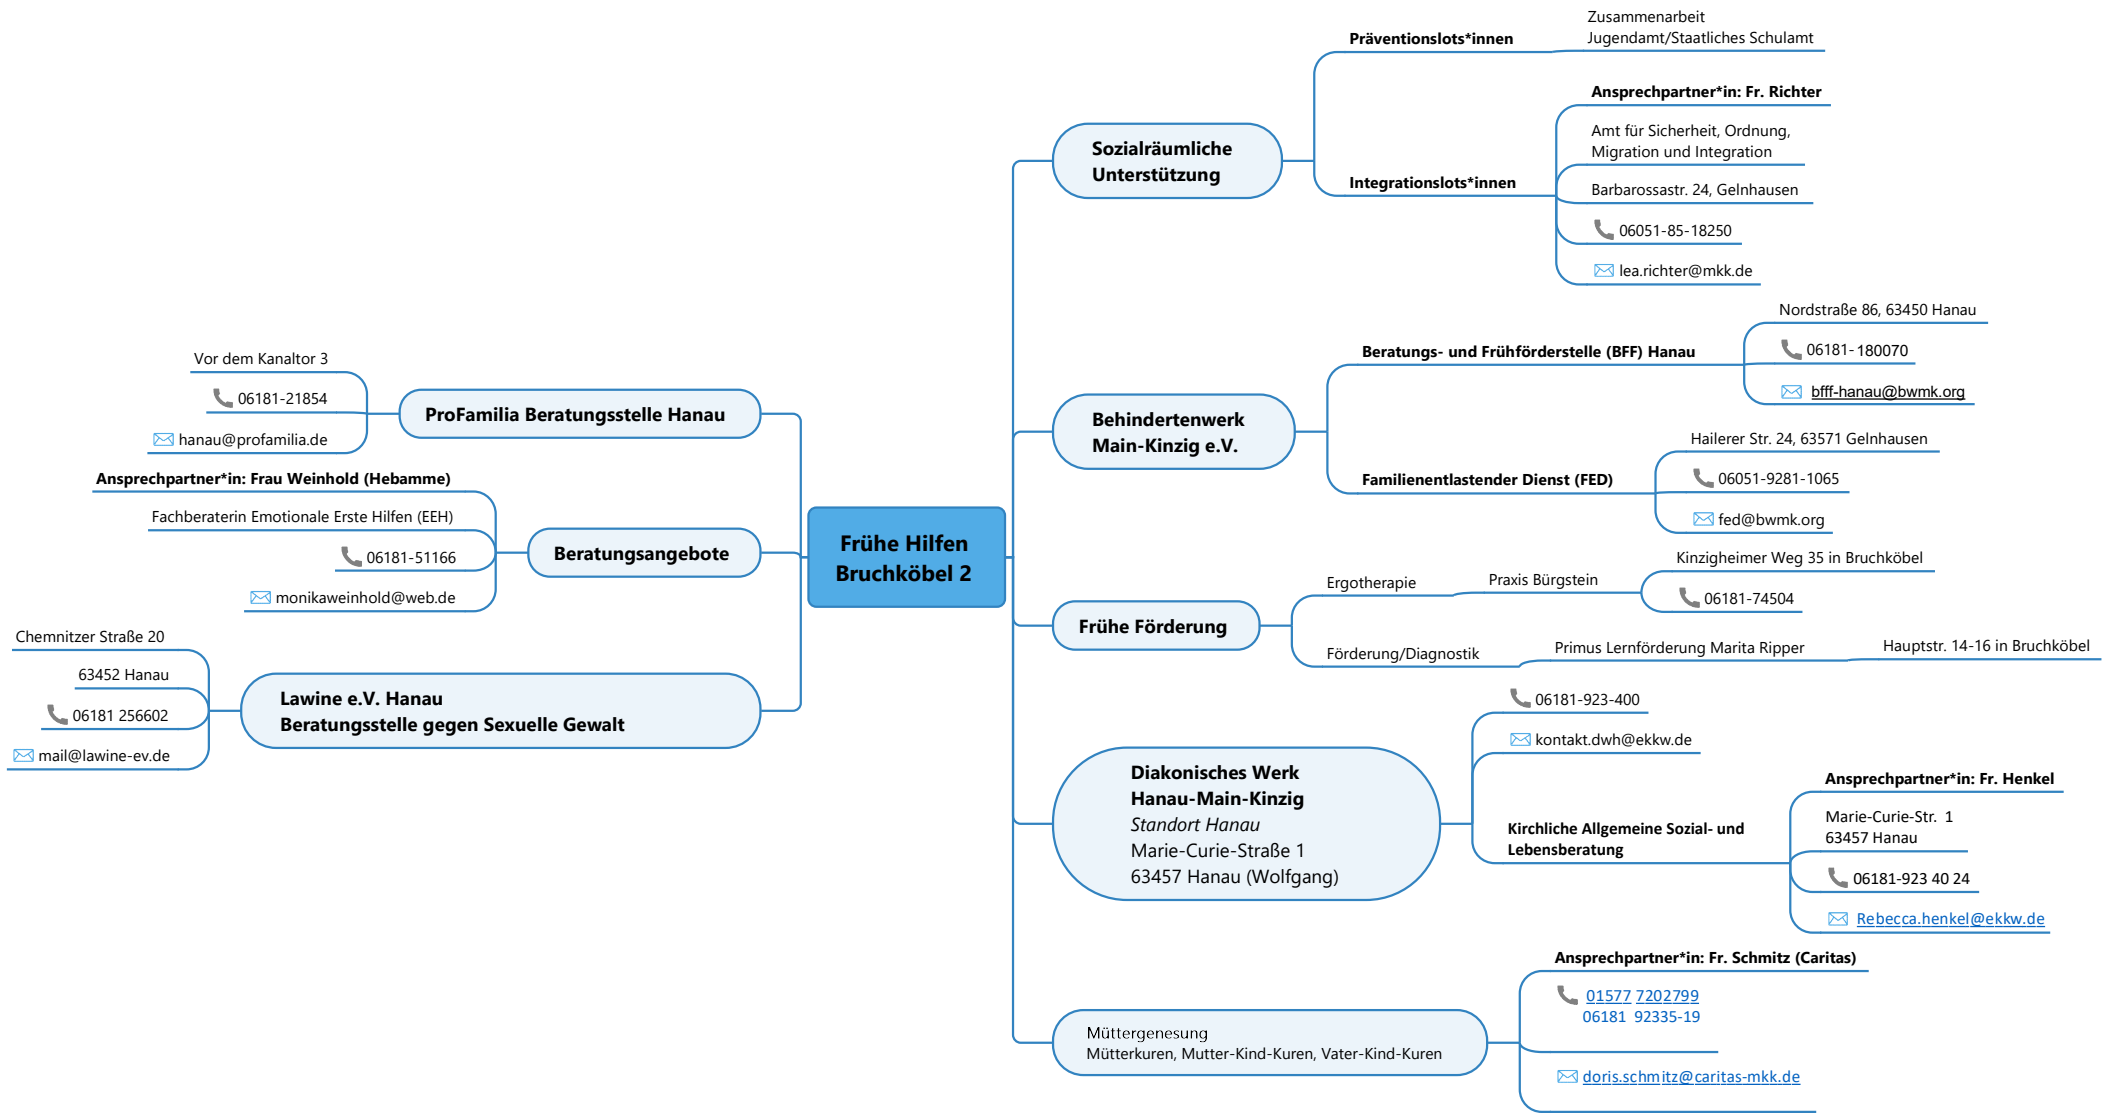 Frühe Hilfen
Bruchköbel 2
Sozialräumliche
Unterstützung
Präventionslots*innen
Zusammenarbeit
Jugendamt/Staatliches Schulamt
Integrationslots*innen
Ansprechpartner*in: Fr. Richter
Amt für Sicherheit, Ordnung,
Migration und Integration
Barbarossastr. 24, Gelnhausen
06051-85-18250
lea.richter@mkk.de
Behindertenwerk
Main-Kinzig e.V.
Beratungs- und Frühförderstelle (BFF) Hanau
Nordstraße 86, 63450 Hanau
06181-180070
bfff-hanau@bwmk.org
Familienentlastender Dienst (FED)
Hailerer Str. 24, 63571 Gelnhausen
06051-9281-1065
fed@bwmk.org
Frühe Förderung
Ergotherapie
Praxis Bürgstein
Kinzigheimer Weg 35 in Bruchköbel
06181-74504
Förderung/Diagnostik
Primus Lernförderung Marita Ripper
Hauptstr. 14-16 in Bruchköbel
Diakonisches Werk
Hanau-Main-Kinzig
Standort Hanau
Marie-Curie-Straße 1
63457 Hanau (Wolfgang)
06181-923-400
kontakt.dwh@ekkw.de
Kirchliche Allgemeine Sozial- und
Lebensberatung
Ansprechpartner*in: Fr. Henkel
Marie-Curie-Str.  1
63457 Hanau
06181-923 40 24
Rebecca.henkel@ekkw.de
Müttergenesung
Mütterkuren, Mutter-Kind-Kuren, Vater-Kind-Kuren
Ansprechpartner*in: Fr. Schmitz (Caritas)
01577 7202799
06181  92335-19
doris.schmitz@caritas-mkk.de
ProFamilia Beratungsstelle Hanau
Vor dem Kanaltor 3
06181-21854
hanau@profamilia.de
Beratungsangebote
Ansprechpartner*in: Frau Weinhold (Hebamme)
Fachberaterin Emotionale Erste Hilfen (EEH)
06181-51166
monikaweinhold@web.de
Lawine e.V. Hanau
Beratungsstelle gegen Sexuelle Gewalt
Chemnitzer Straße 20
63452 Hanau
06181 256602
mail@lawine-ev.de